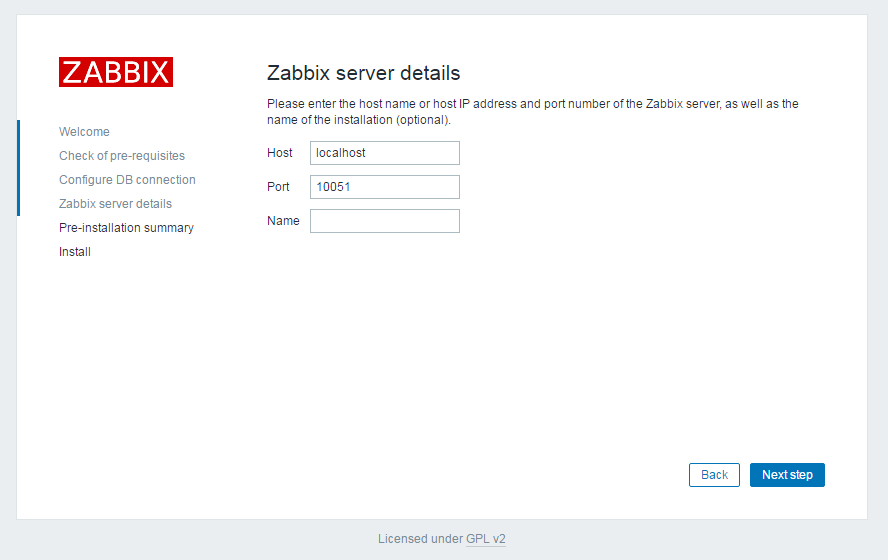 ZABBIX
Welcome
Check of pre-requisites
Configure DB connection
Zabbix server details
Pre-installation summary
Install
Zabbix server details
Please enter the host name or host IP address and port number of the Zabbix server, as well as the
name of the installation (optional).
Host localhost
Port 10051
Name
Back Next step
Licensed under GPL v2